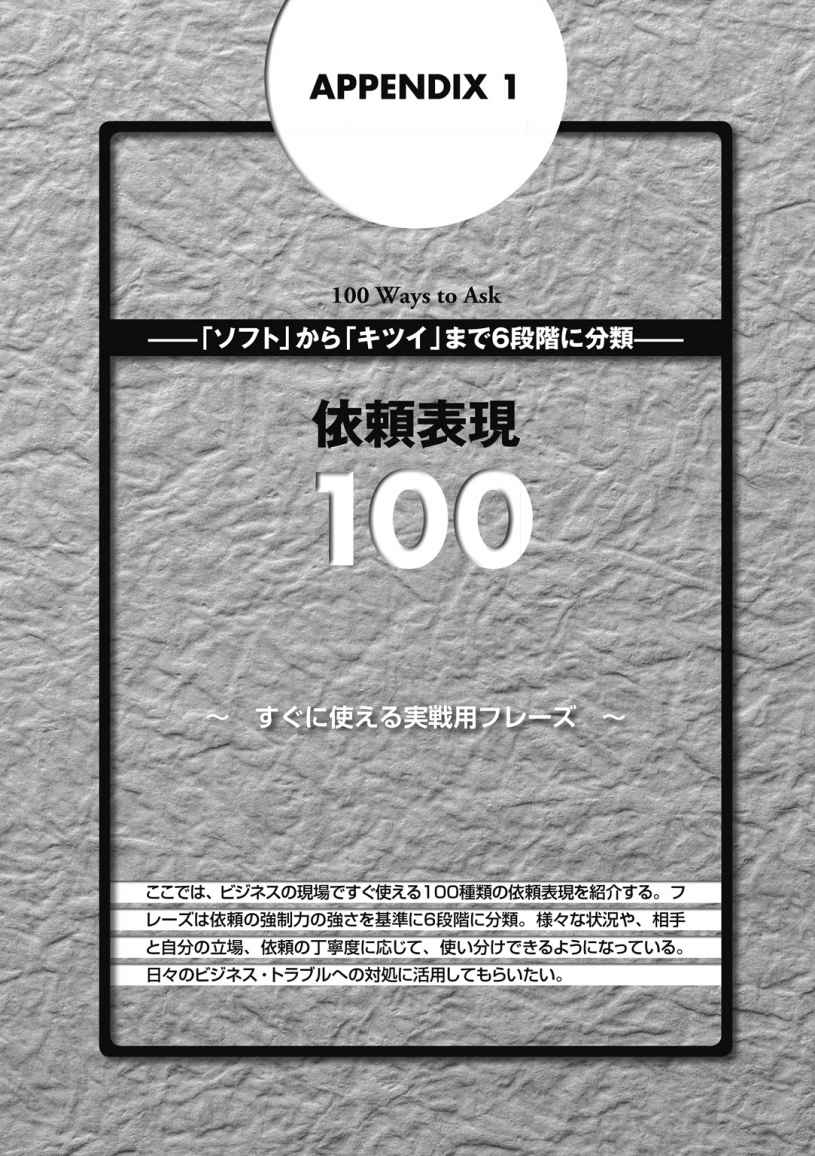 APPENDIX 1
100 Ways to Ask
——「ソフト」から「キツイ」まで6段階に分類——
依頼表現
100
～　すぐに使える実戦用フレーズ　～
ここでは、ビジネスの現場ですぐ使える100種類の依頼表現を紹介する。フ
レーズは依頼の強制力の強さを基準に6段階に分類。様々な状況や、相手
と自分の立場、依頼の丁寧度に応じて、使い分けできるようになっている。
日々のビジネス・トラブルへの対処に活用してもらいたい。